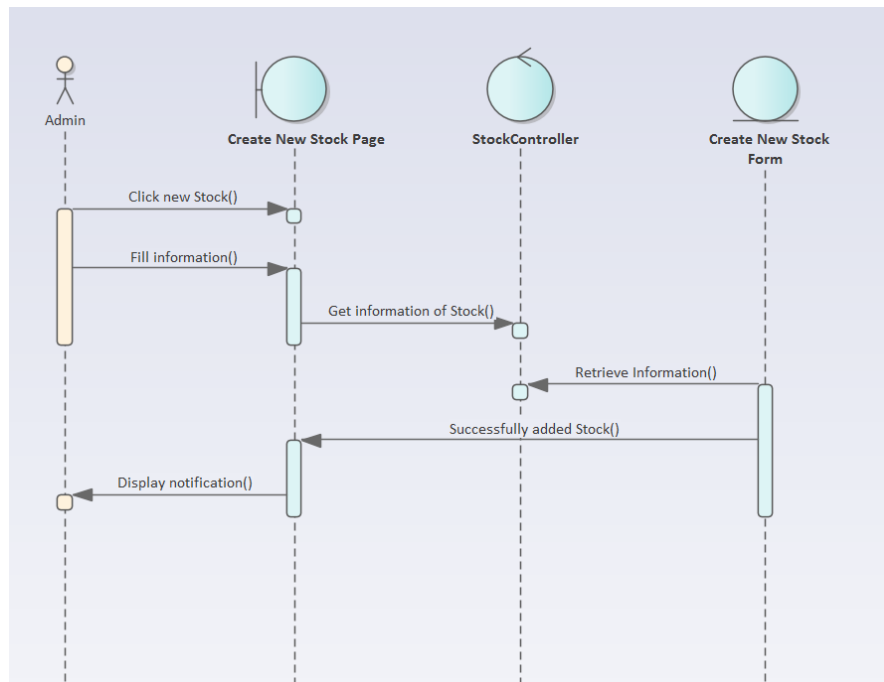 Admin
Create New Stock Page
StockController
Create New Stock
Form
Click new Stock()
Fill information()
Get information of Stock()
Retrieve Information()
Successfully added Stock()
Display notification()